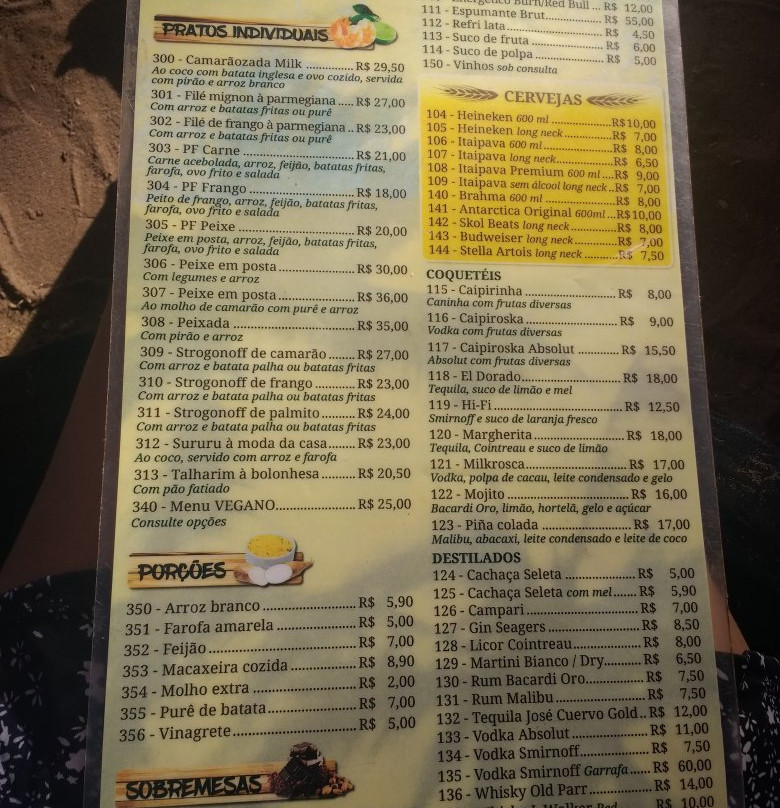 PRATOS INDIVIDUAIS
300 - Camarãozada Milk ................ R$ 29,50
Ao coco com batata inglesa e ovo cozido, servida
com pirão e arroz branco
301 - Filé mignon à parmegiana ..... R$ 27,00
Com arroz e batatas fritas ou purê
302 - Filé de frango à parmegiana .. R$ 23,00
Com arroz e batatas fritas ou purê
303 - PF Carne ............................ R$ 21,00
Carne acebolada, arroz, feijão, batatas fritas,
farofa, ovo frito e salada
304 - PF Frango ........................... R$ 18,00
Peito de frango, arroz, feijão, batatas fritas,
farofa, ovo frito e salada
305 - PF Peixe ............................. R$ 20,00
Peixe em posta, arroz, feijão, batatas fritas,
farofa, ovo frito e salada
306 - Peixe em posta ..................... R$ 30,00
Com legumes e arroz
307 - Peixe em posta ..................... R$ 36,00
Ao molho de camarão com purê e arroz
308 - Peixada ............................... R$ 35,00
Com pirão e arroz
309 - Strogonoff de camarão ........ R$ 27,00
Com arroz e batata palha ou batatas fritas
310 - Strogonoff de frango ........... R$ 23,00
Com arroz e batata palha ou batatas fritas
311 - Strogonoff de palmito ......... R$ 24,00
Com arroz e batata palha ou batatas fritas
312 - Sururu à moda da casa ........ R$ 23,00
Ao coco, servido com arroz e farofa
313 - Talharim à bolonhesa .......... R$ 20,50
Com pão fatiado
340 - Menu VEGANO .................... R$ 25,00
Consulte opções
PORÇÕES
350 - Arroz branco ........................ R$ 5,90
351 - Farofa amarela ..................... R$ 5,00
352 - Feijão .................................. R$ 7,00
353 - Macaxeira cozida ................. R$ 8,90
354 - Molho extra .......................... R$ 2,00
355 - Purê de batata ...................... R$ 7,00
356 - Vinagrete ............................. R$ 5,00
SOBREMESAS
Energético Burn/Red Bull ... R$ 12,00
111 - Espumante Brut .............. R$ 55,00
112 - Refri lata ........................ R$ 4,50
113 - Suco de fruta .................. R$ 6,00
114 - Suco de polpa ................. R$ 5,00
150 - Vinhos sob consulta
CERVEJAS
104 - Heineken 600 ml ............... R$ 10,00
105 - Heineken long neck ............ R$ 7,00
106 - Itaipava 600 ml ................. R$ 8,00
107 - Itaipava long neck .............. R$ 6,50
108 - Itaipava Premium 600 ml ... R$ 9,00
109 - Itaipava sem álcool long neck .. R$ 7,00
140 - Brahma 600 ml .................. R$ 8,00
141 - Antarctica Original 600ml ... R$ 10,00
142 - Skol Beats long neck ........... R$ 8,00
143 - Budweiser long neck ........... R$ 7,00
144 - Stella Artois long neck ......... R$ 7,50
COQUETÉIS
115 - Caipirinha ........................ R$ 8,00
Caninha com frutas diversas
116 - Caipiroska ........................ R$ 9,00
Vodka com frutas diversas
117 - Caipiroska Absolut ............ R$ 15,50
Absolut com frutas diversas
118 - El Dorado ......................... R$ 18,00
Tequila, suco de limão e mel
119 - Hi-Fi ................................ R$ 12,50
Smirnoff e suco de laranja fresco
120 - Margherita ........................ R$ 18,00
Tequila, Cointreau e suco de limão
121 - Milkrosca .......................... R$ 17,00
Vodka, polpa de cacau, leite condensado e gelo
122 - Mojito .............................. R$ 16,00
Bacardi Oro, limão, hortelã, gelo e açúcar
123 - Piña colada ....................... R$ 17,00
Malibu, abacaxi, leite condensado e leite de coco
DESTILADOS
124 - Cachaça Seleta .................. R$ 5,00
125 - Cachaça Seleta com mel ...... R$ 5,90
126 - Campari ............................ R$ 7,00
127 - Gin Seagers ....................... R$ 8,50
128 - Licor Cointreau ................. R$ 8,00
129 - Martini Bianco / Dry ......... R$ 6,50
130 - Rum Bacardi Oro ............... R$ 7,50
131 - Rum Malibu ...................... R$ 7,50
132 - Tequila José Cuervo Gold .. R$ 12,00
133 - Vodka Absolut ................... R$ 11,00
134 - Vodka Smirnoff ................. R$ 7,50
135 - Vodka Smirnoff Garrafa ..... R$ 60,00
136 - Whisky Old Parr ................ R$ 14,00
R$ 10,00